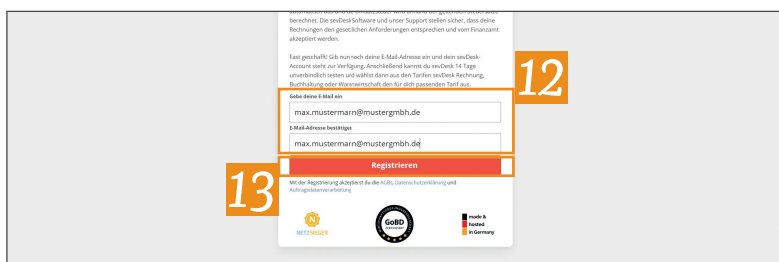 berechnet. Die sevDeskSoftware und unser Support stellen sicher, dass deine
Rechnungen den gesetzlichen Anforderungen entsprechen und vom Finanzamt
akzeptiert werden.
Fast geschafft! Gib nun noch deine E-Mail-Adresse ein und dein sevDesk-
Account steht zur Verfügung. Anschließend kannst du sevDesk 14 Tage
unverbindlich testen und wählst dann aus den Tarifen sevDesk Rechnung,
Buchhaltung oder Warenwirtschaft den für dich passenden Tarif aus.
12
Gebe deine E-Mail ein
max.mustermarn@mustergmbh.de
E-Mail-Adresse bestätigen
max.mustermarn@mustergmbh.de
Registrieren
13
Mit der Registrierung akzeptierst du die AGBs, Datenschutzerklärung und
Auftragsdatenverarbeitung
N
NETZSIEGER
GoBD
made &
hosted
in Germany